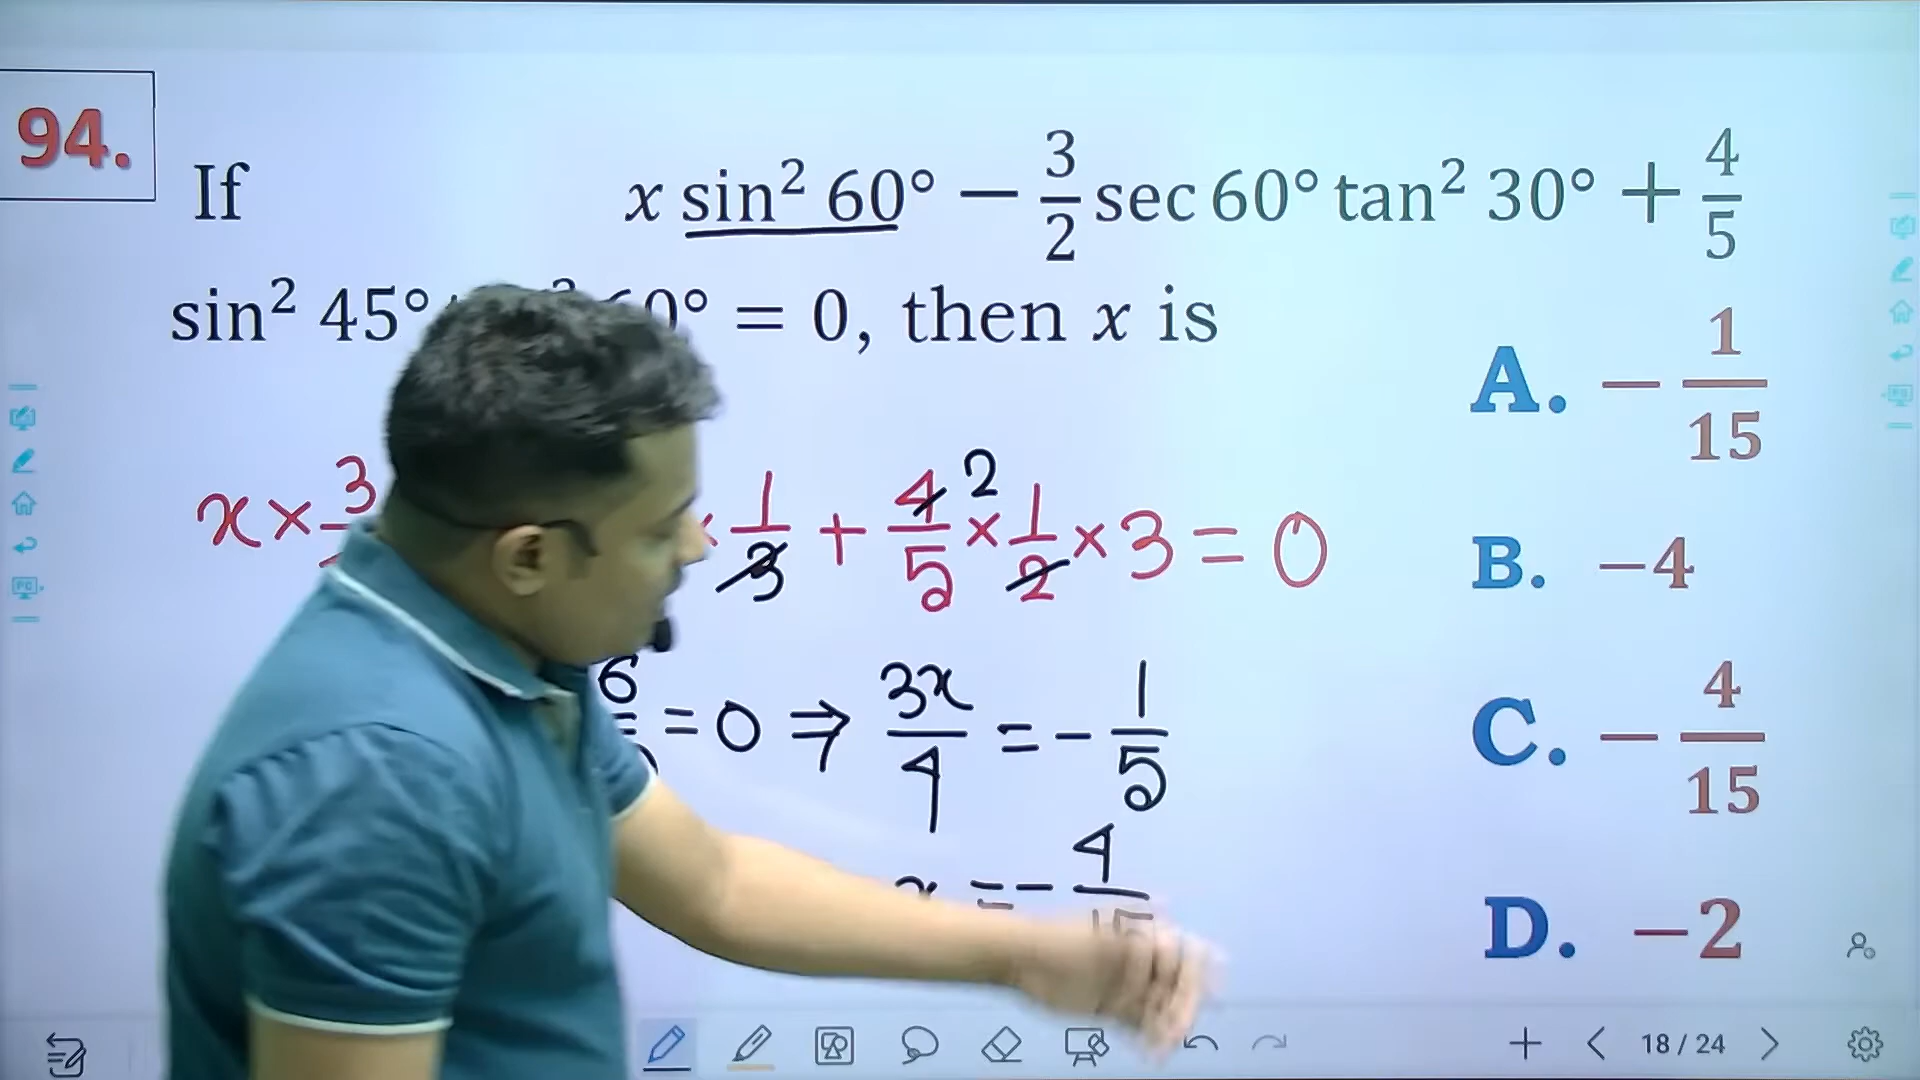 94.
If x sin² 60° − 3/2 sec 60° tan² 30° + 4/5
sin² 45° 60° = 0, then x is
A. − 1/15
x × 3 × 1/3 + 4/5 × 2 1/2 × 3 = 0
B. −4
6 = 0 ⇒ 3x/4 = − 1/5
C. − 4/15
x = − 4/15
D. −2
18 / 24